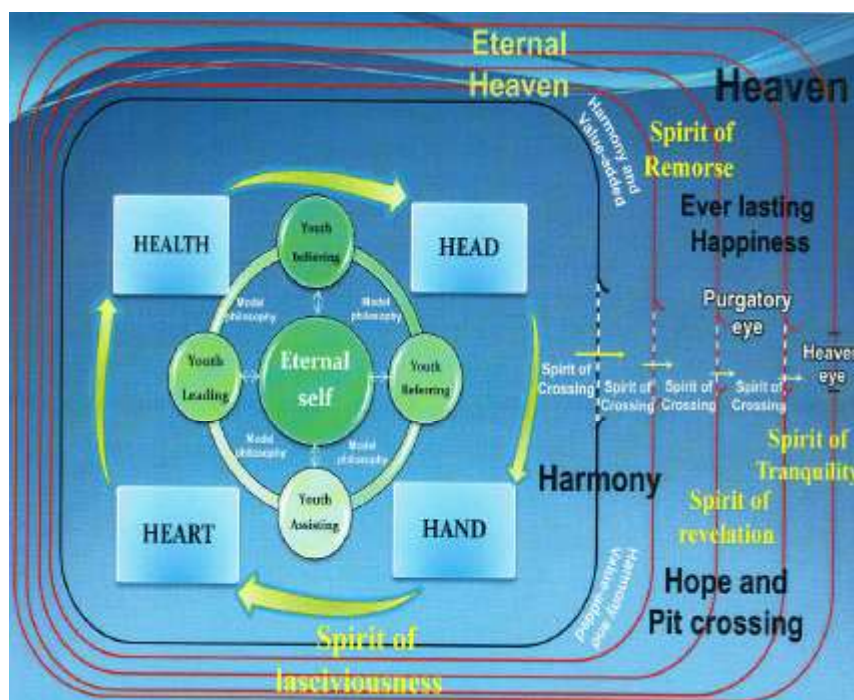 Eternal
Heaven
Heaven
Harmony and
Value-added
Spirit of
Remorse
Ever lasting
Happiness
HEALTH
HEAD
Youth
believing
Model
philosophy
Model
philosophy
Purgatory
eye
Youth
Leading
Eternal
self
Youth
Referring
Spirit of
Crossing
Spirit of
Crossing
Spirit of
Crossing
Spirit of
Crossing
Heaven
eye
Model
philosophy
Model
philosophy
Spirit of
Tranquility
Harmony
Spirit of
revelation
HEART
Youth
Assisting
HAND
Harmony and
Value-added
Hope and
Pit crossing
Spirit of
lasciviousness